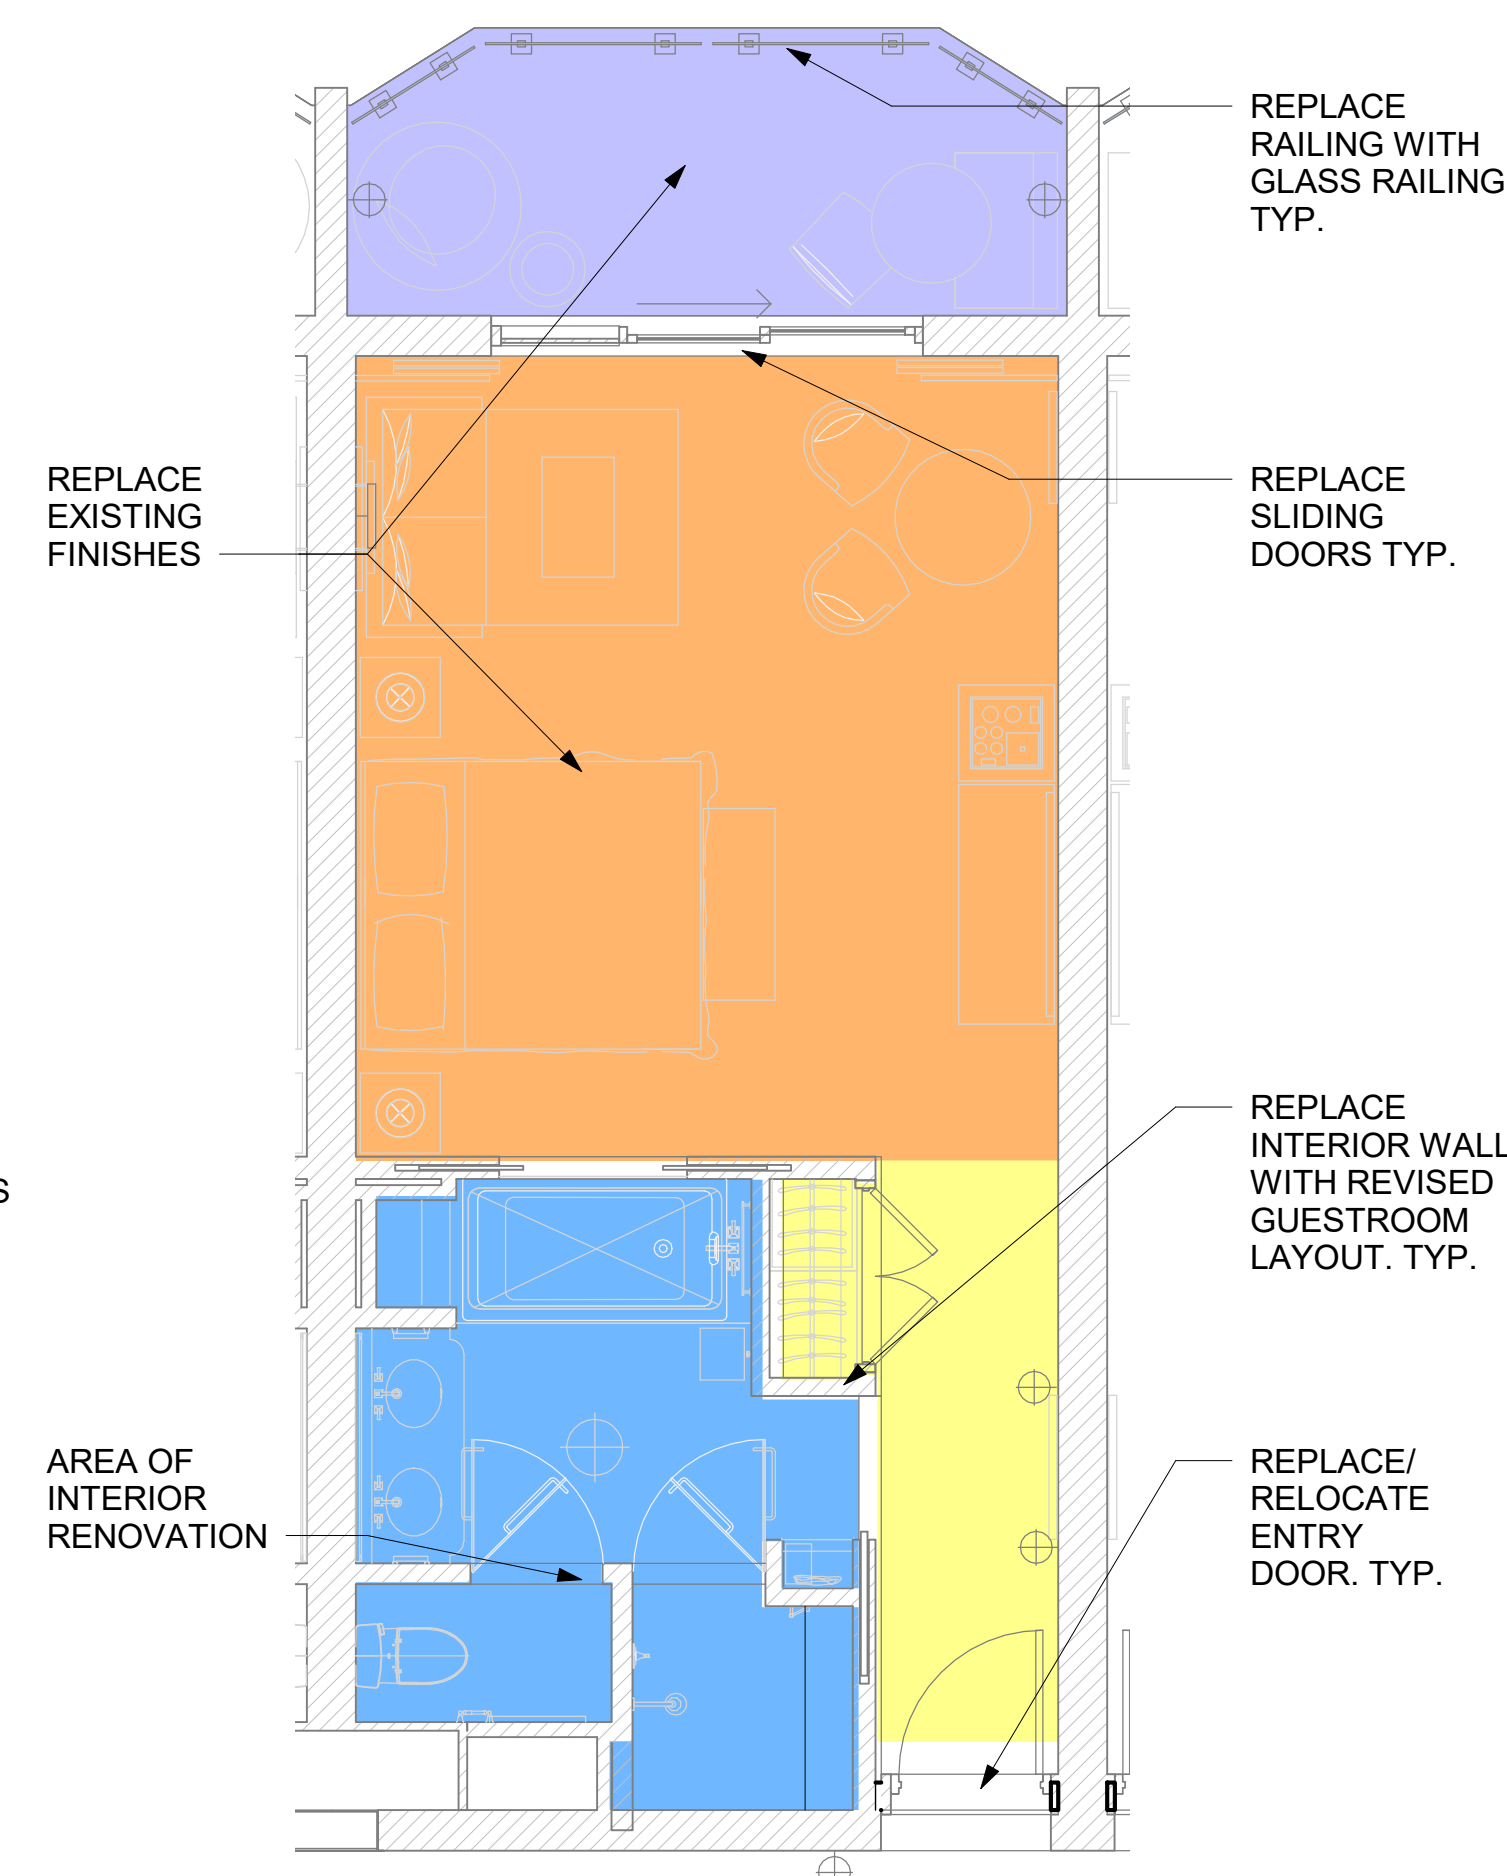 REPLACE
RAILING WITH
GLASS RAILING
TYP.
REPLACE
EXISTING
FINISHES
REPLACE
SLIDING
DOORS TYP.
REPLACE
INTERIOR WALL
WITH REVISED
GUESTROOM
LAYOUT. TYP.
S
AREA OF
INTERIOR
RENOVATION
REPLACE/
RELOCATE
ENTRY
DOOR. TYP.